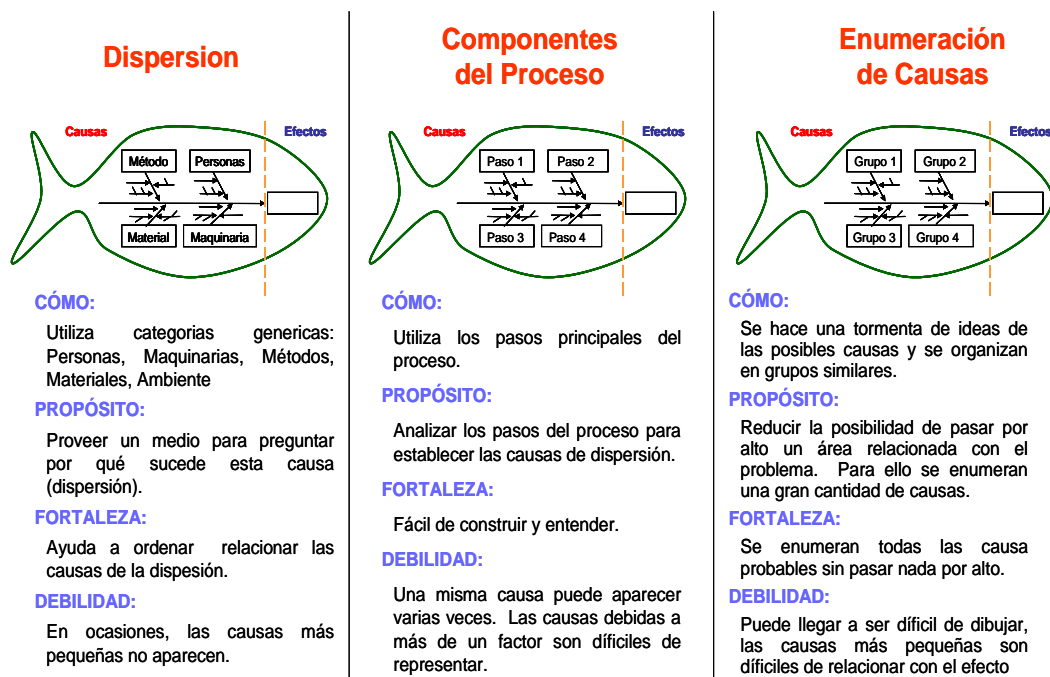 Dispersion
Causas
Efectos
Método
Personas
Material
Maquinaria
CÓMO:
Utiliza categorias genericas:
Personas, Maquinarias, Métodos,
Materiales, Ambiente
PROPÓSITO:
Proveer un medio para preguntar
por qué sucede esta causa
(dispersión).
FORTALEZA:
Ayuda a ordenar relacionar las
causas de la dispesión.
DEBILIDAD:
En ocasiones, las causas más
pequeñas no aparecen.
Componentes
del Proceso
Causas
Efectos
Paso 1
Paso 2
Paso 3
Paso 4
CÓMO:
Utiliza los pasos principales del
proceso.
PROPÓSITO:
Analizar los pasos del proceso para
establecer las causas de dispersión.
FORTALEZA:
Fácil de construir y entender.
DEBILIDAD:
Una misma causa puede aparecer
varias veces. Las causas debidas a
más de un factor son díficiles de
representar.
Enumeración
de Causas
Causas
Efectos
Grupo 1
Grupo 2
Grupo 3
Grupo 4
CÓMO:
Se hace una tormenta de ideas de
las posibles causas y se organizan
en grupos similares.
PROPÓSITO:
Reducir la posibilidad de pasar por
alto un área relacionada con el
problema. Para ello se enumeran
una gran cantidad de causas.
FORTALEZA:
Se enumeran todas las causa
probables sin pasar nada por alto.
DEBILIDAD:
Puede llegar a ser díficil de dibujar,
las causas más pequeñas son
díficiles de relacionar con el efecto